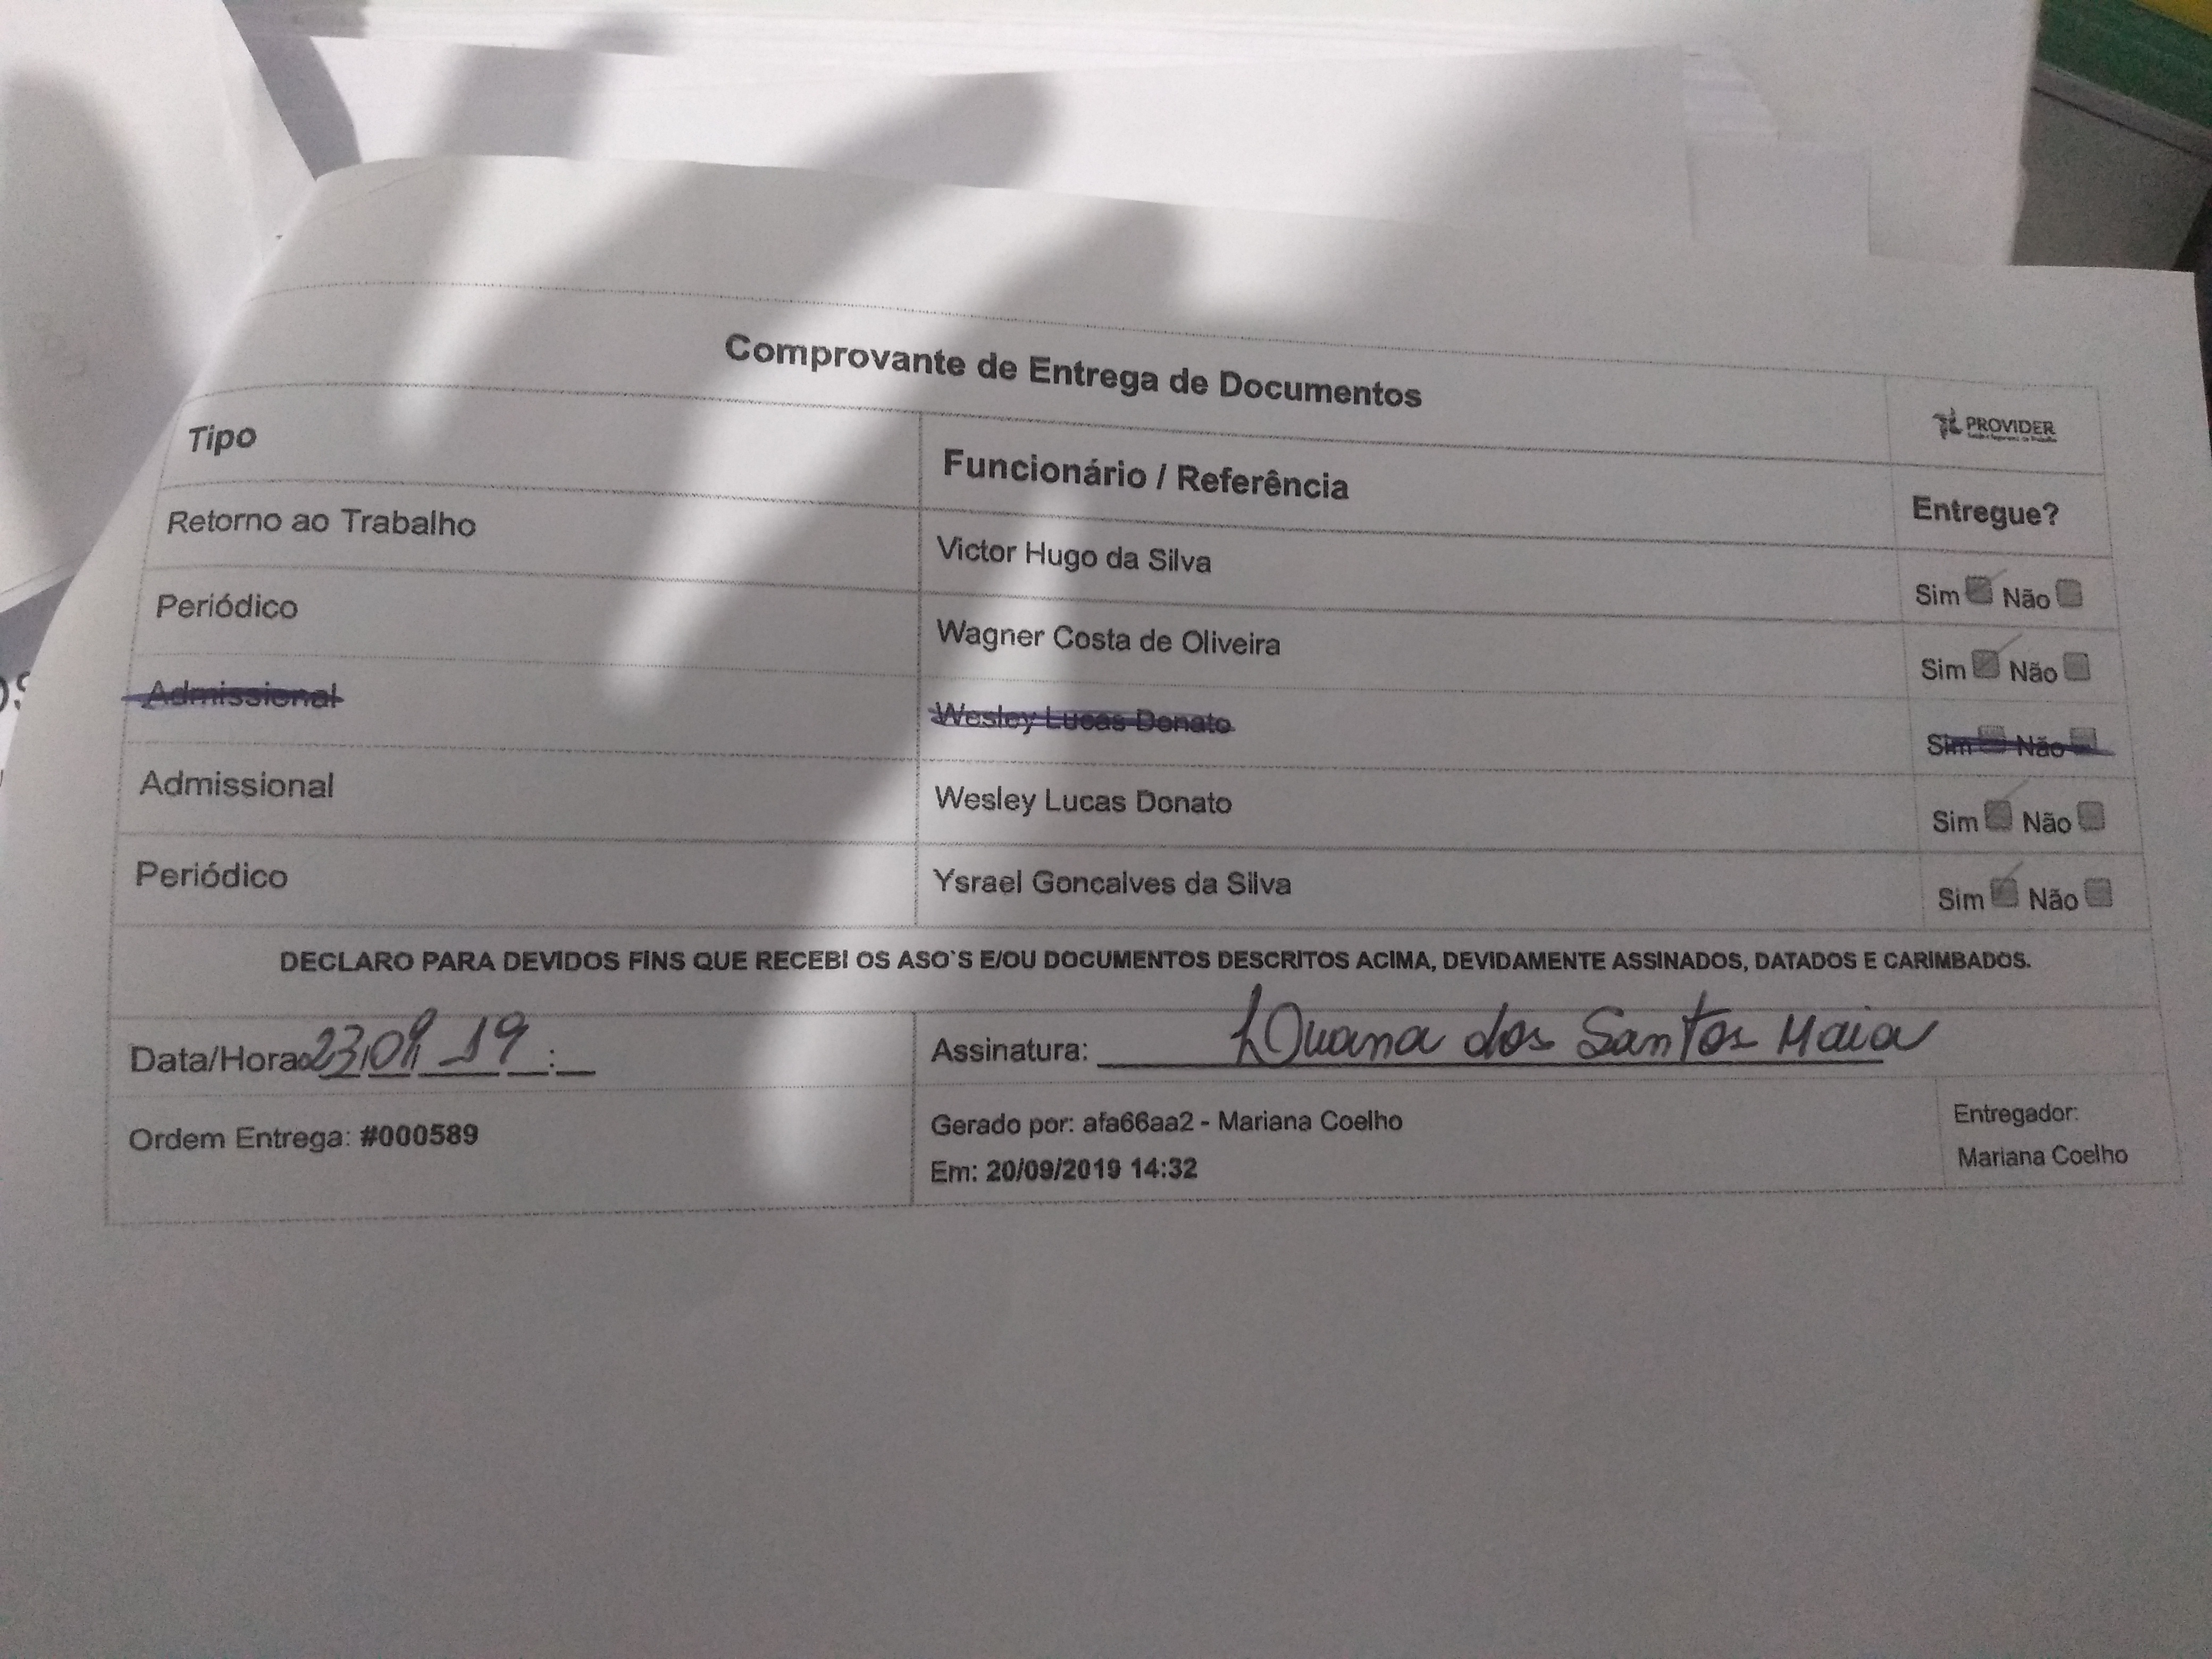 Comprovante de Entrega de Documentos
PROVIDER
Tipo Funcionário / Referência Entregue?
Retorno ao Trabalho Victor Hugo da Silva Sim Não
Periódico Wagner Costa de Oliveira Sim Não
Admissional Wesley Lucas Donato Sim Não
Admissional Wesley Lucas Donato Sim Não
Periódico Ysrael Goncalves da Silva Sim Não
DECLARO PARA DEVIDOS FINS QUE RECEBI OS ASO`S E/OU DOCUMENTOS DESCRITOS ACIMA, DEVIDAMENTE ASSINADOS, DATADOS E CARIMBADOS.
Data/Hora: 23/09/19 __:__ Assinatura: Luana dos Santos Maia
Ordem Entrega: #000589
Gerado por: afa66aa2 - Mariana Coelho
Em: 20/09/2019 14:32
Entregador:
Mariana Coelho